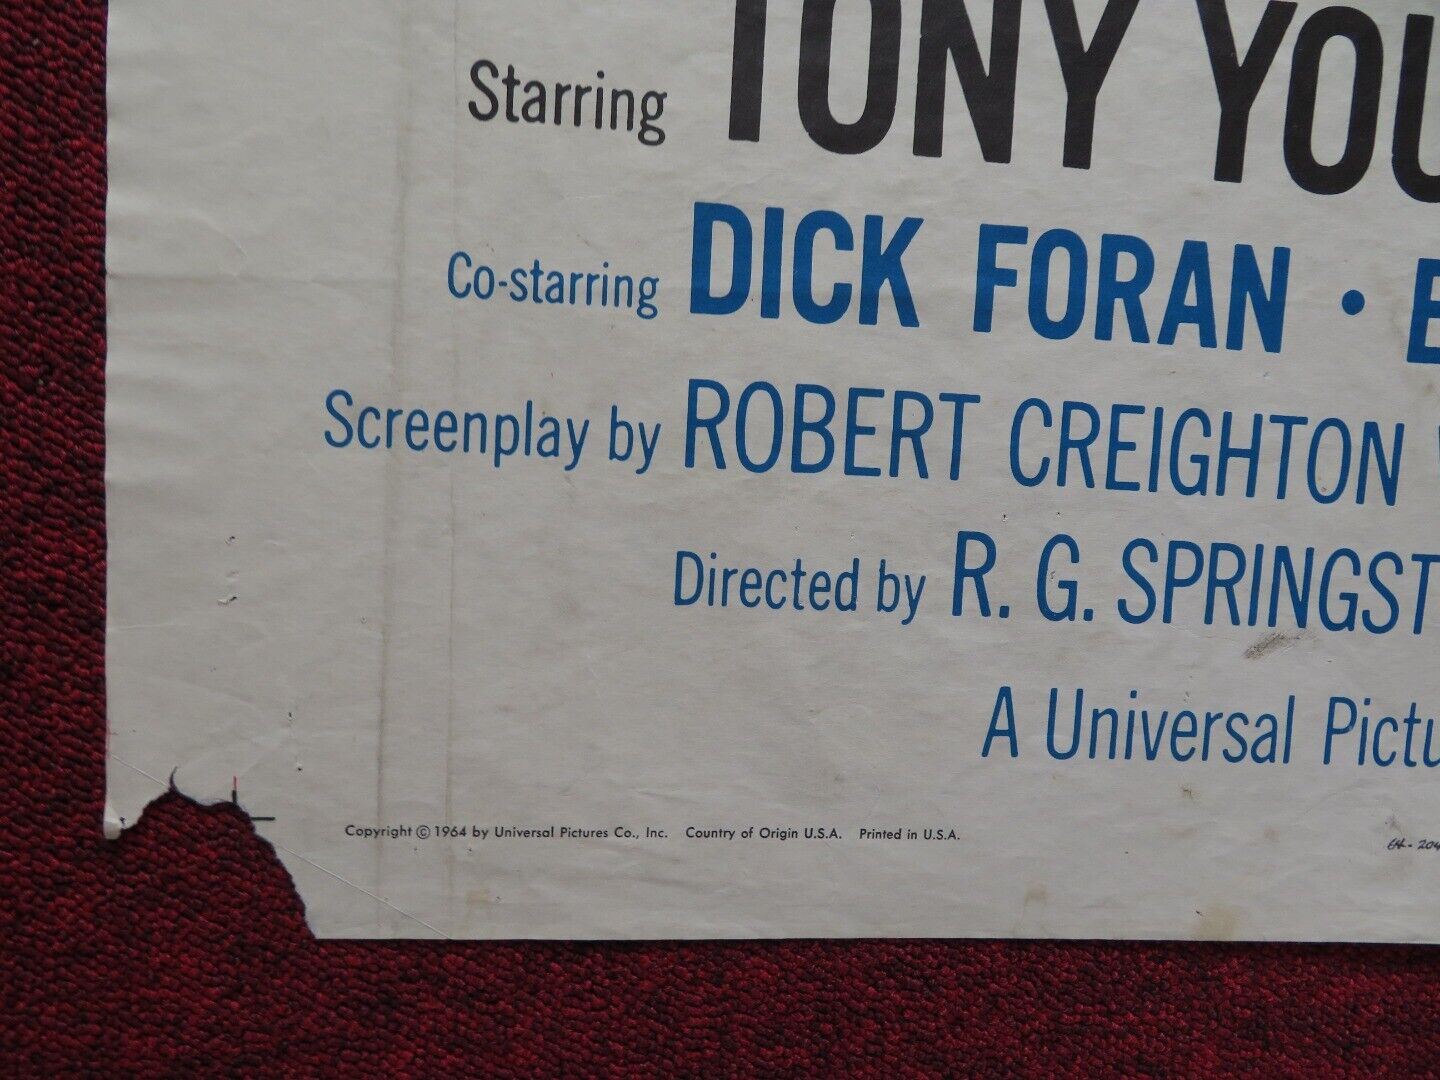 Starring TONY YOU
Co-starring DICK FORAN • E
Screenplay by ROBERT CREIGHTON
Directed by R. G. SPRINGST
A Universal Pictu
Copyright © 1964 by Universal Pictures Co., Inc. Country of Origin U.S.A. Printed in U.S.A.